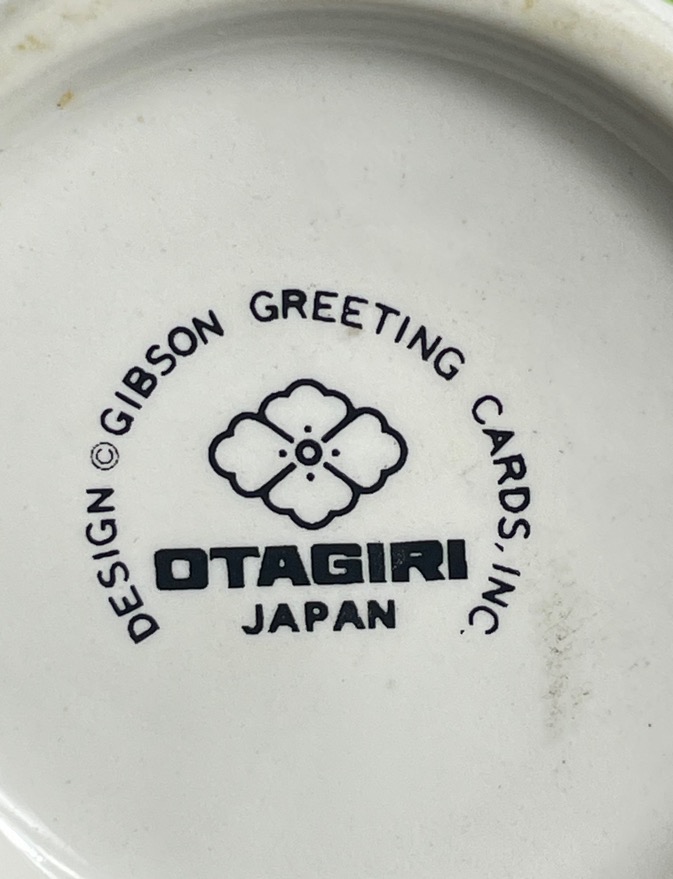 DESIGN © GIBSON GREETING CARDS, INC.
OTAGIRI
JAPAN